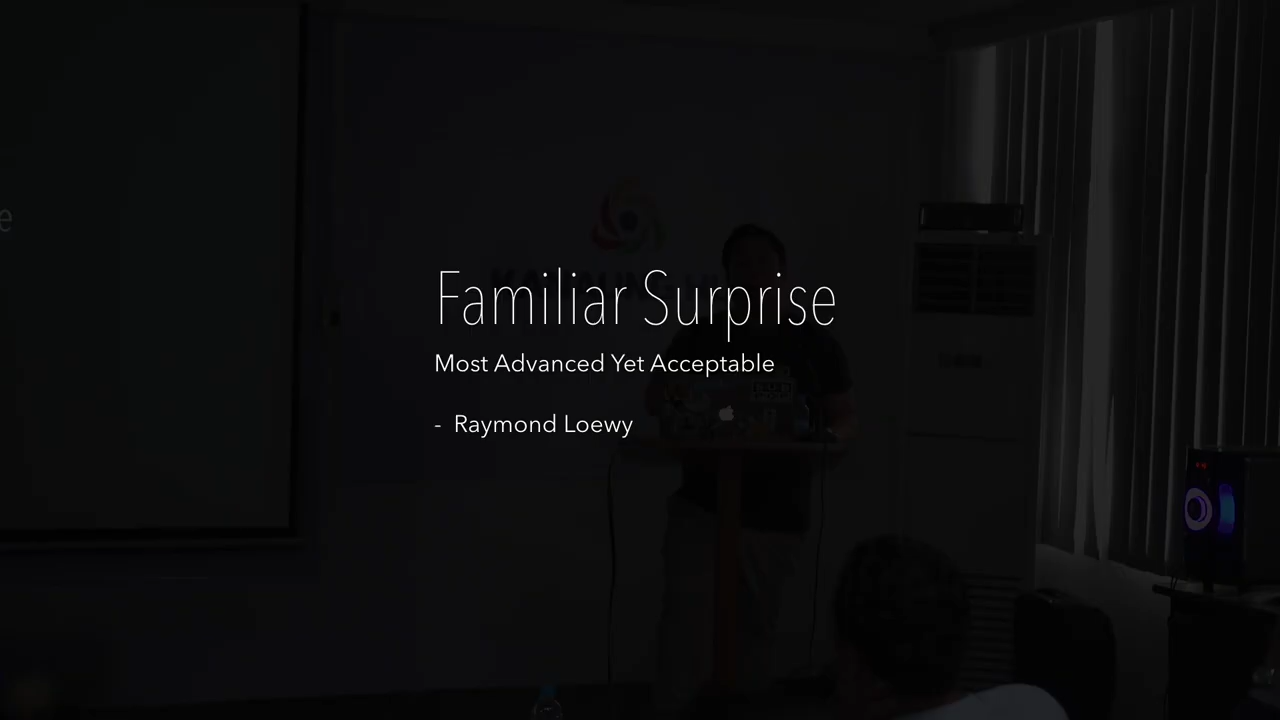 Familiar Surprise
Most Advanced Yet Acceptable
- Raymond Loewy